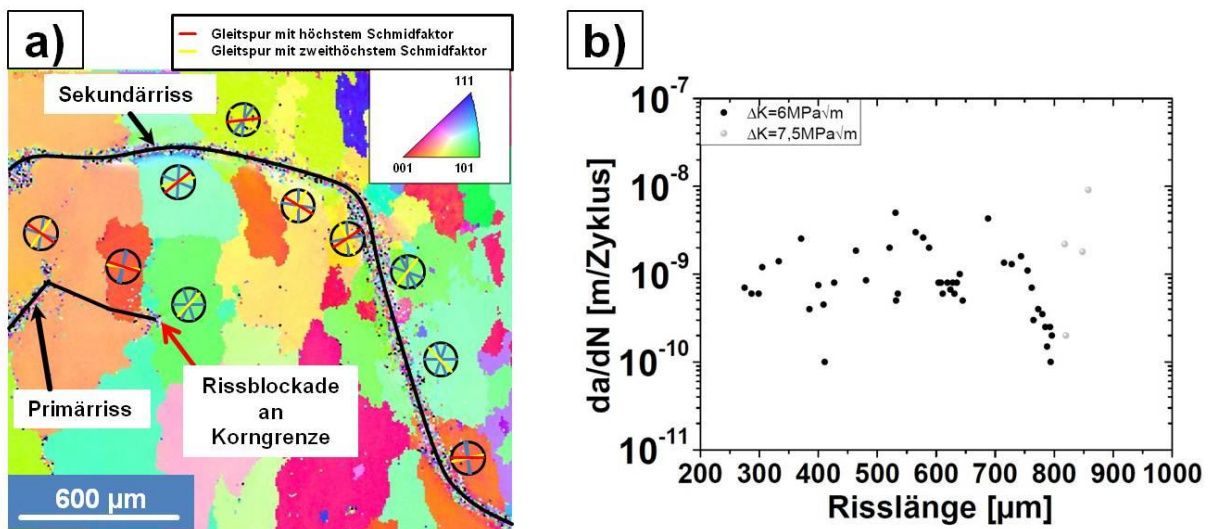 a)
Gleitspur mit höchstem Schmidfaktor
Gleitspur mit zweithöchstem Schmidfaktor
Sekundärriss
111
001
101
Primärriss
Rissblockade
an
Korngrenze
600 µm
b)
ΔK=6MPa√m
ΔK=7,5MPa√m
10⁻⁷
10⁻⁸
10⁻⁹
10⁻¹⁰
10⁻¹¹
da/dN [m/Zyklus]
200 300 400 500 600 700 800 900 1000
Risslänge [µm]